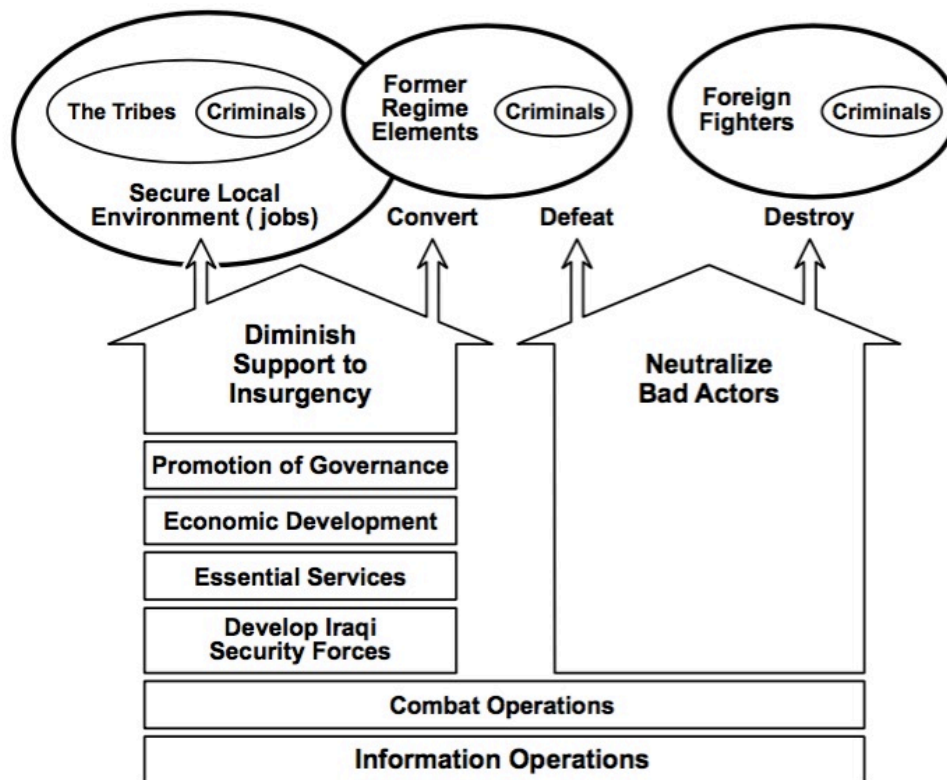 The Tribes
Criminals
Secure Local
Environment ( jobs)
Former
Regime
Elements
Criminals
Foreign
Fighters
Criminals
Convert
Defeat
Destroy
Diminish
Support to
Insurgency
Neutralize
Bad Actors
Promotion of Governance
Economic Development
Essential Services
Develop Iraqi
Security Forces
Combat Operations
Information Operations